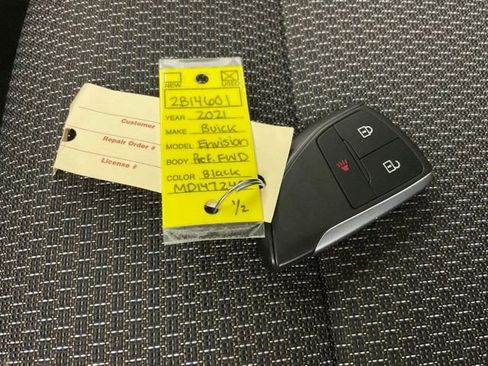 NEW USED
2B14601
YEAR 2021
MAKE Buick
MODEL Envision
BODY Pref. FWD
COLOR Black
1/2
Customer
Repair Order #
License #